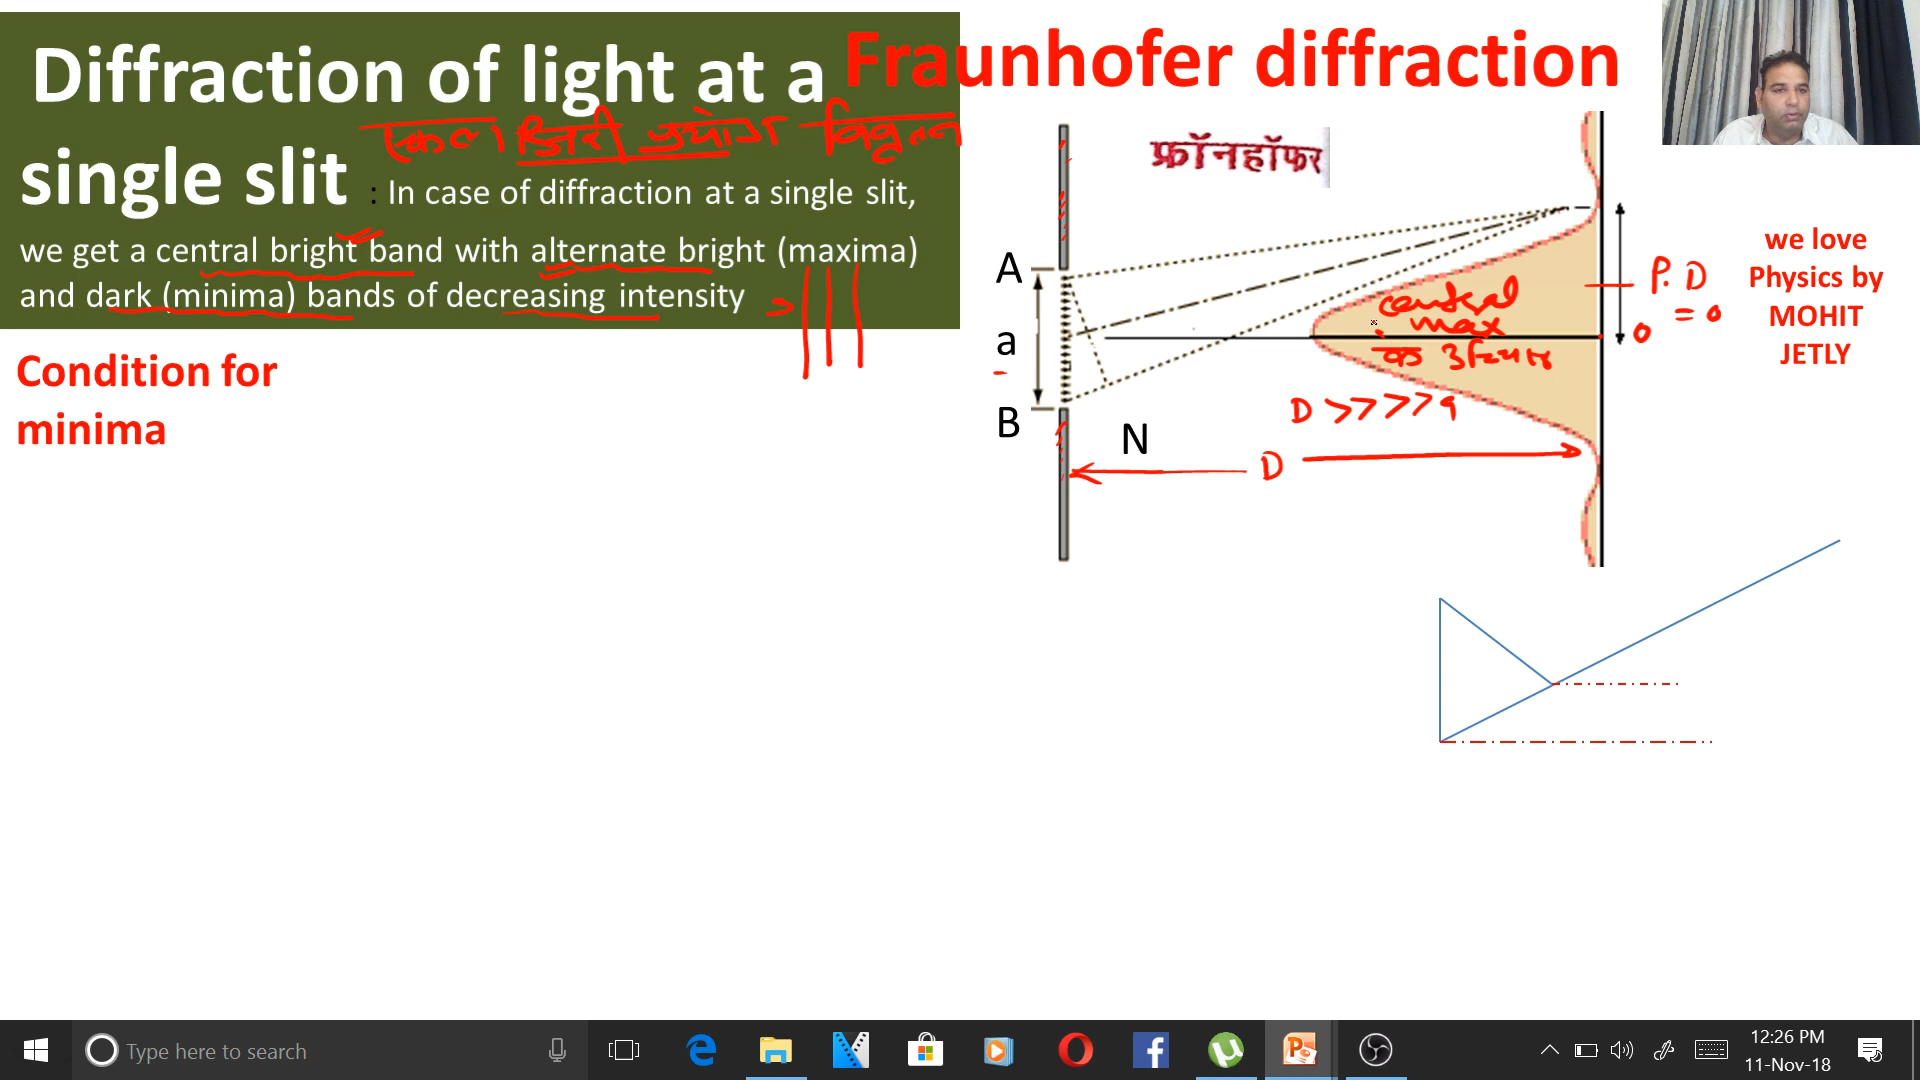 Diffraction of light at a
single slit : In case of diffraction at a single slit,
we get a central bright band with alternate bright (maxima)
and dark (minima) bands of decreasing intensity
Fraunhofer diffraction
फ्रॉनहॉफर
A
a
B
N
D
D >>>> a
central
max
का
P.D
= 0
0
we love
Physics by
MOHIT
JETLY
Condition for
minima
Type here to search
12:26 PM
11-Nov-18